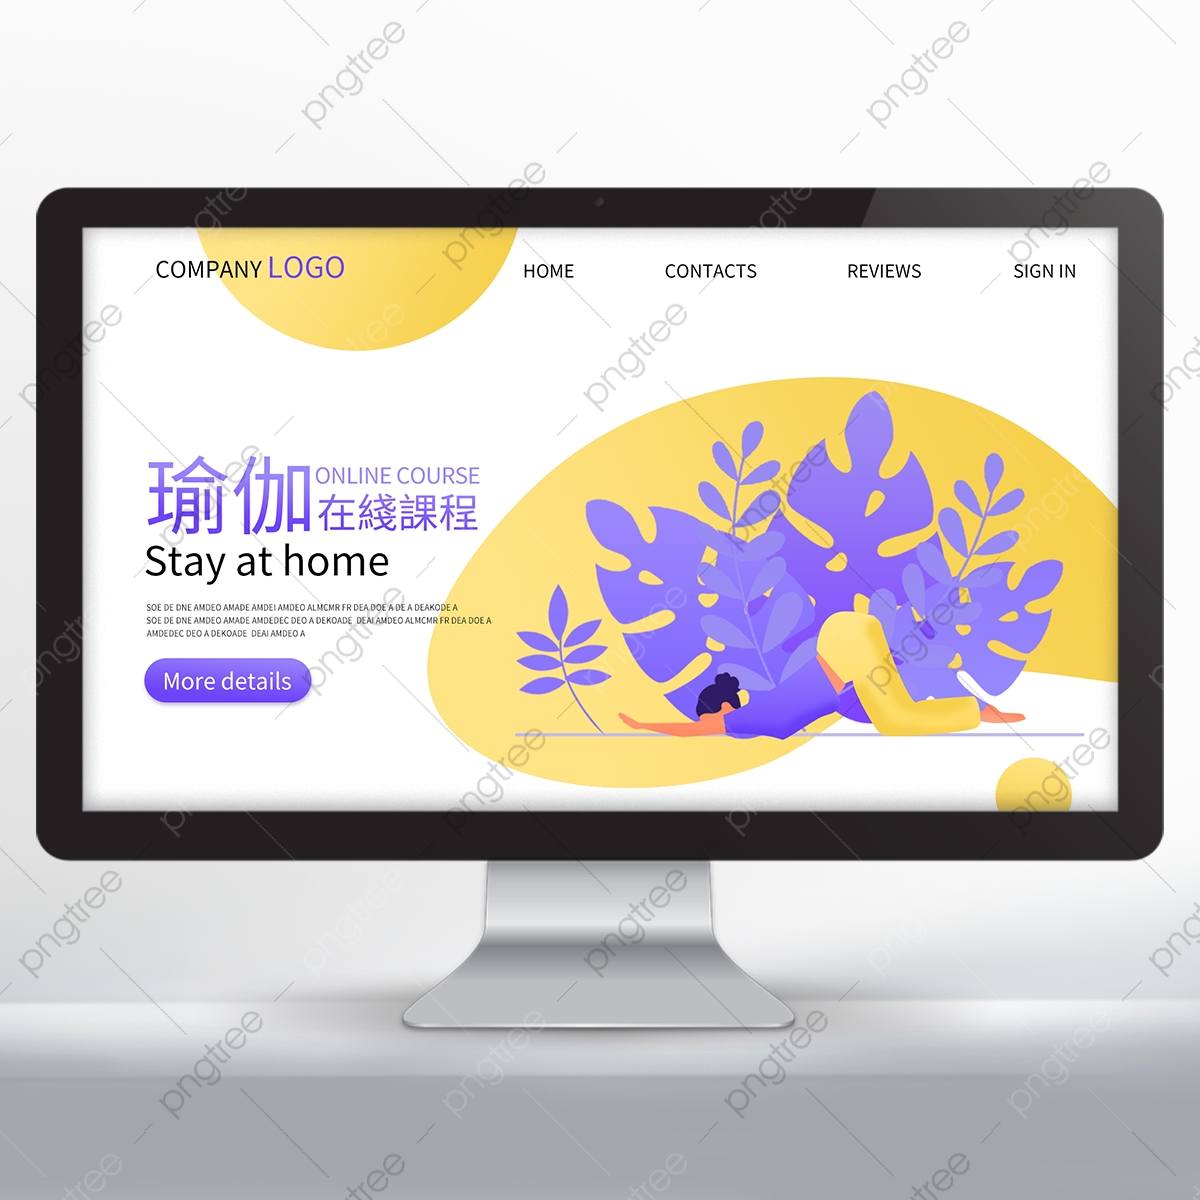 COMPANY LOGO
HOME
CONTACTS
REVIEWS
SIGN IN
瑜伽
ONLINE COURSE
在綫課程
Stay at home
SOE DE DNE AMDEO AMADE AMDEI AMDEO ALMCMR FR DEA DOE A DE A DEAKODE A
SOE DE DNE AMDEO AMADE AMDEDEC DEO A DEKOADE DEAI AMDEO ALMCMR FR DEA DOE A
AMDEDEC DEO A DEKOADE DEAI AMDEO A
More details
pngtree